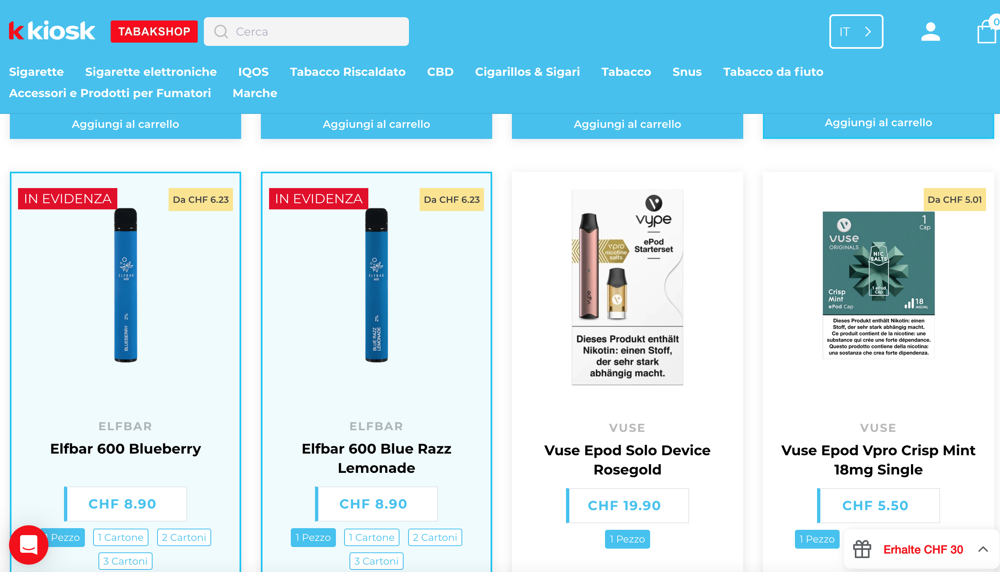 k kiosk TABAKSHOP Cerca IT 0
Sigarette Sigarette elettroniche IQOS Tabacco Riscaldato CBD Cigarillos & Sigari Tabacco Snus Tabacco da fiuto
Accessori e Prodotti per Fumatori Marche
Aggiungi al carrello Aggiungi al carrello Aggiungi al carrello Aggiungi al carrello
IN EVIDENZA
Da CHF 6.23
ELFBAR
600
BLUEBERRY 2%
ELFBAR
Elfbar 600 Blueberry
CHF 8.90
1 Pezzo 1 Cartone 2 Cartoni
3 Cartoni
IN EVIDENZA
Da CHF 6.23
ELFBAR
600
BLUE RAZZ
LEMONADE 2%
ELFBAR
Elfbar 600 Blue Razz
Lemonade
CHF 8.90
1 Pezzo 1 Cartone 2 Cartoni
3 Cartoni
vype
ePod
Starterset
vpro
nicotine
salts
vype
Dieses Produkt enthält
Nikotin: einen Stoff,
der sehr stark
abhängig macht.
VUSE
Vuse Epod Solo Device
Rosegold
CHF 19.90
1 Pezzo
Da CHF 5.01
1
Cap
vuse
ORIGINALS
NIC
SALTS
1 ePod
Cap
Crisp
Mint
ePod Cap
18
MG/ML
Dieses Produkt enthält Nikotin: einen
Stoff, der sehr stark abhängig macht.
Ce produit contient de la nicotine: une
substance qui crée une forte dépendance.
Questo prodotto contiene della nicotina:
una sostanza che crea forte dipendenza.
VUSE
Vuse Epod Vpro Crisp Mint
18mg Single
CHF 5.50
1 Pezzo
Erhalte CHF 30